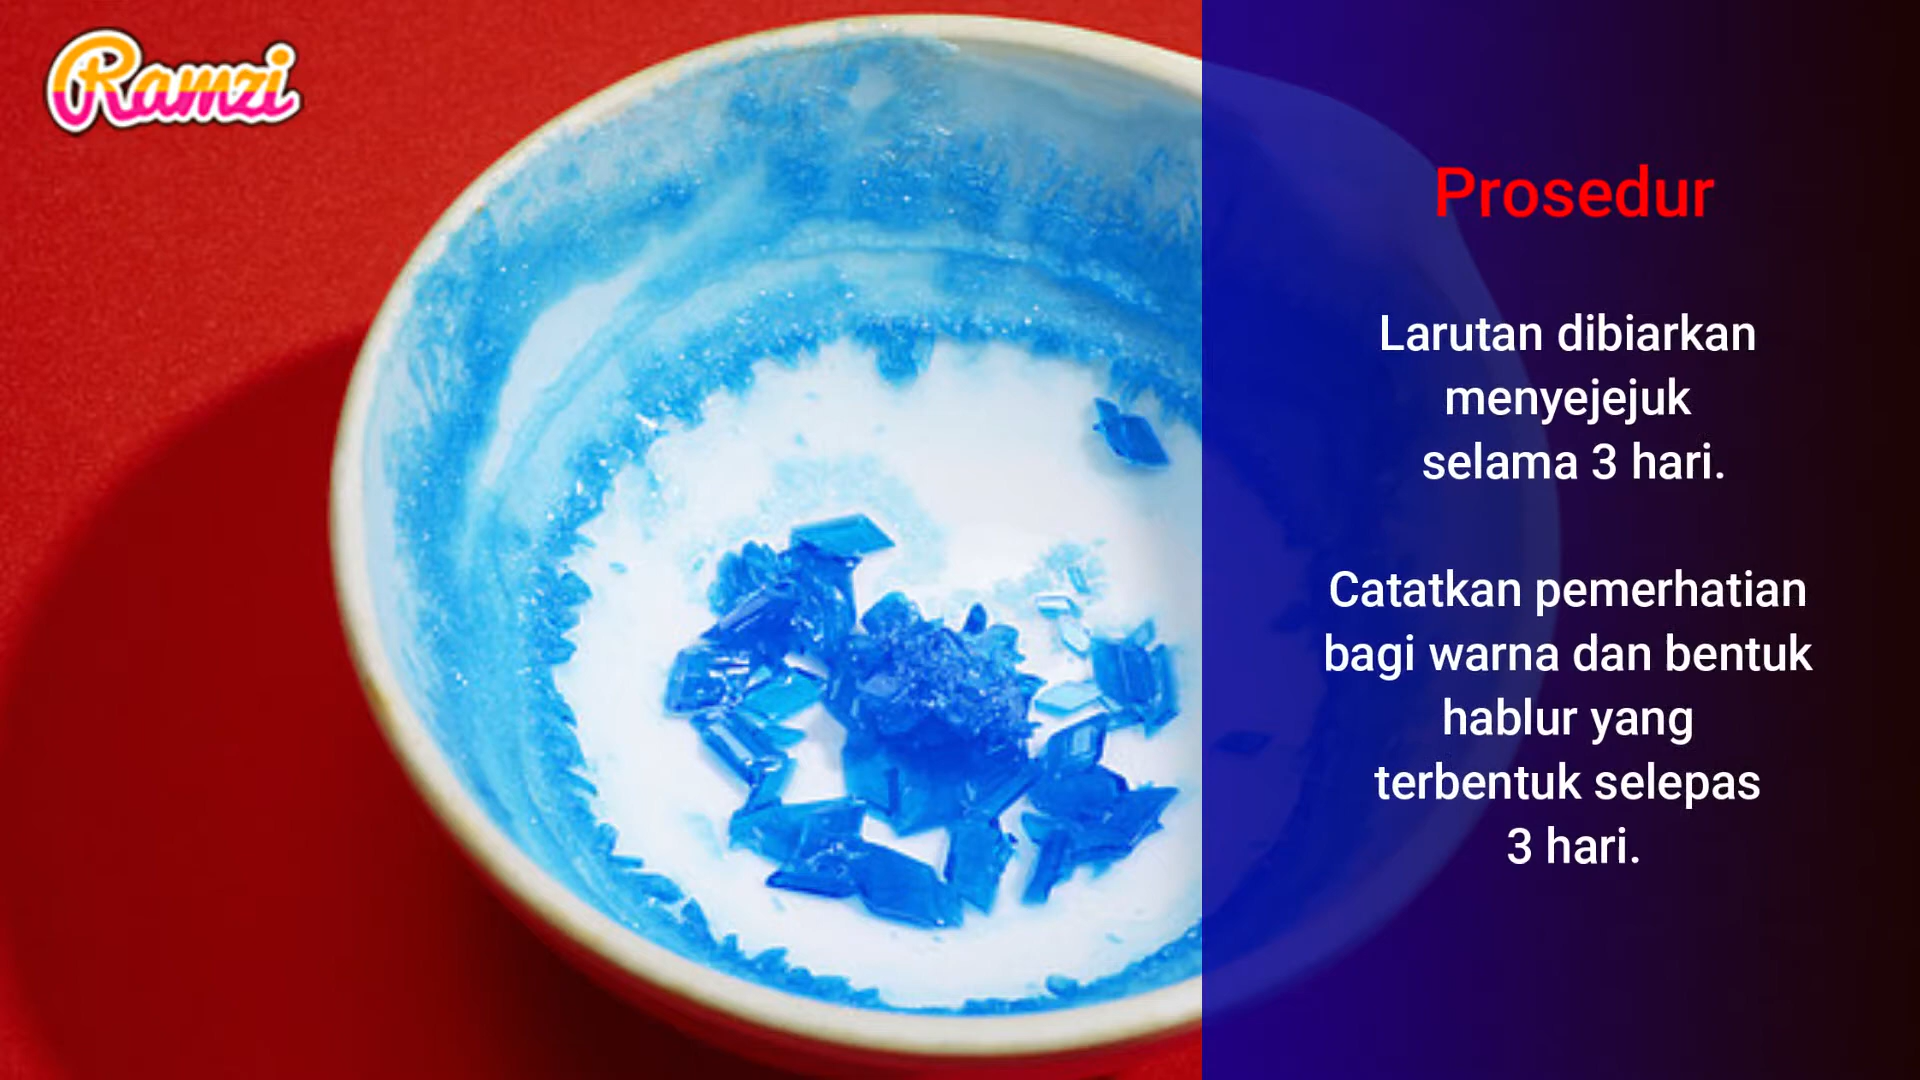 Ramzi
Prosedur
Larutan dibiarkan
menyejejuk
selama 3 hari.
Catatkan pemerhatian
bagi warna dan bentuk
hablur yang
terbentuk selepas
3 hari.